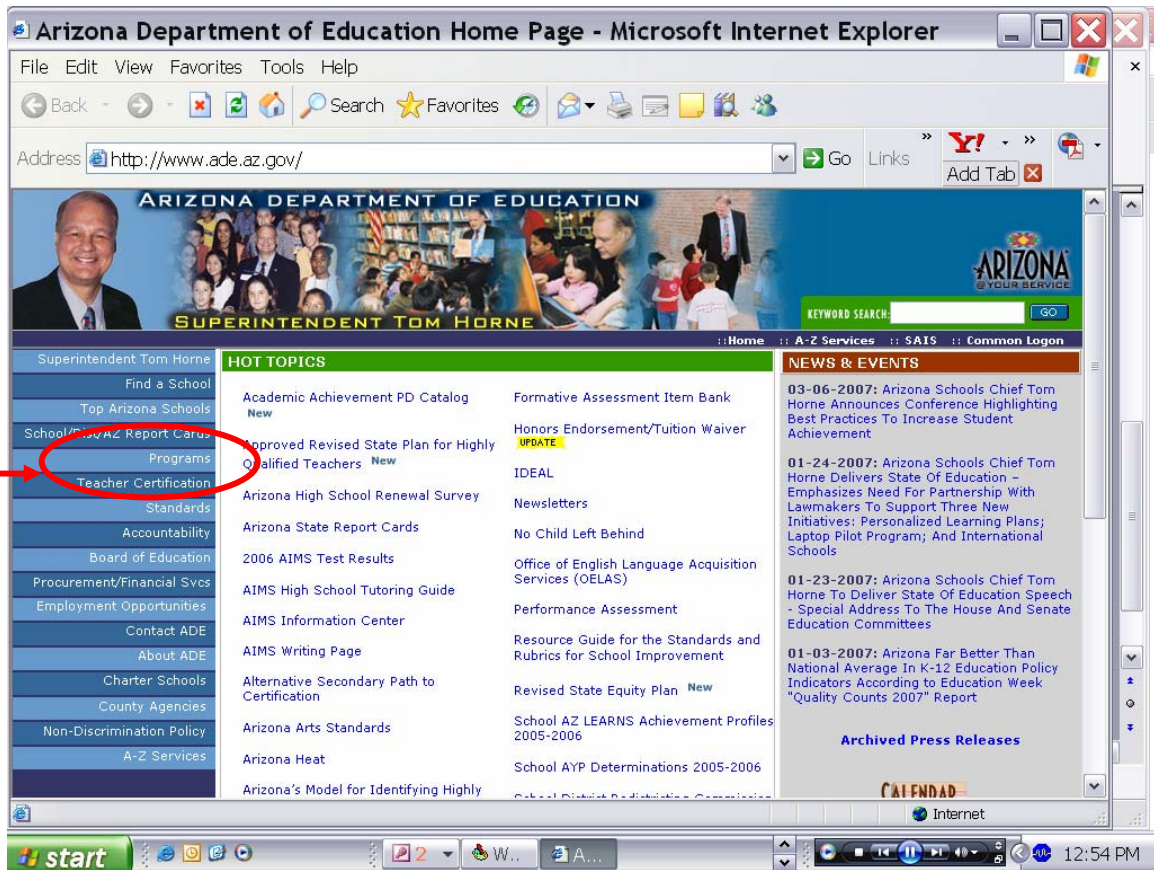 Arizona Department of Education Home Page - Microsoft Internet Explorer
File Edit View Favorites Tools Help
Back Search Favorites
Address http://www.ade.az.gov/ Go Links » Y! »
Add Tab
ARIZONA DEPARTMENT OF EDUCATION
SUPERINTENDENT TOM HORNE
ARIZONA
@ YOUR SERVICE
KEYWORD SEARCH: GO
::Home :: A-Z Services :: SAIS :: Common Logon
Superintendent Tom Horne
Find a School
Top Arizona Schools
School/Dist/AZ Report Cards
Programs
Teacher Certification
Standards
Accountability
Board of Education
Procurement/Financial Svcs
Employment Opportunities
Contact ADE
About ADE
Charter Schools
County Agencies
Non-Discrimination Policy
A-Z Services
HOT TOPICS
Academic Achievement PD Catalog
New
Approved Revised State Plan for Highly
Qualified Teachers New
Arizona High School Renewal Survey
Arizona State Report Cards
2006 AIMS Test Results
AIMS High School Tutoring Guide
AIMS Information Center
AIMS Writing Page
Alternative Secondary Path to
Certification
Arizona Arts Standards
Arizona Heat
Arizona's Model for Identifying Highly
Formative Assessment Item Bank
Honors Endorsement/Tuition Waiver
UPDATE
IDEAL
Newsletters
No Child Left Behind
Office of English Language Acquisition
Services (OELAS)
Performance Assessment
Resource Guide for the Standards and
Rubrics for School Improvement
Revised State Equity Plan New
School AZ LEARNS Achievement Profiles
2005-2006
School AYP Determinations 2005-2006
School District Redistricting Commission
NEWS & EVENTS
03-06-2007: Arizona Schools Chief Tom
Horne Announces Conference Highlighting
Best Practices To Increase Student
Achievement
01-24-2007: Arizona Schools Chief Tom
Horne Delivers State Of Education –
Emphasizes Need For Partnership With
Lawmakers To Support Three New
Initiatives: Personalized Learning Plans;
Laptop Pilot Program; And International
Schools
01-23-2007: Arizona Schools Chief Tom
Horne To Deliver State Of Education Speech
- Special Address To The House And Senate
Education Committees
01-03-2007: Arizona Far Better Than
National Average In K-12 Education Policy
Indicators According to Education Week
"Quality Counts 2007" Report
Archived Press Releases
CALENDAR
Internet
start 2 W.. A... 12:54 PM